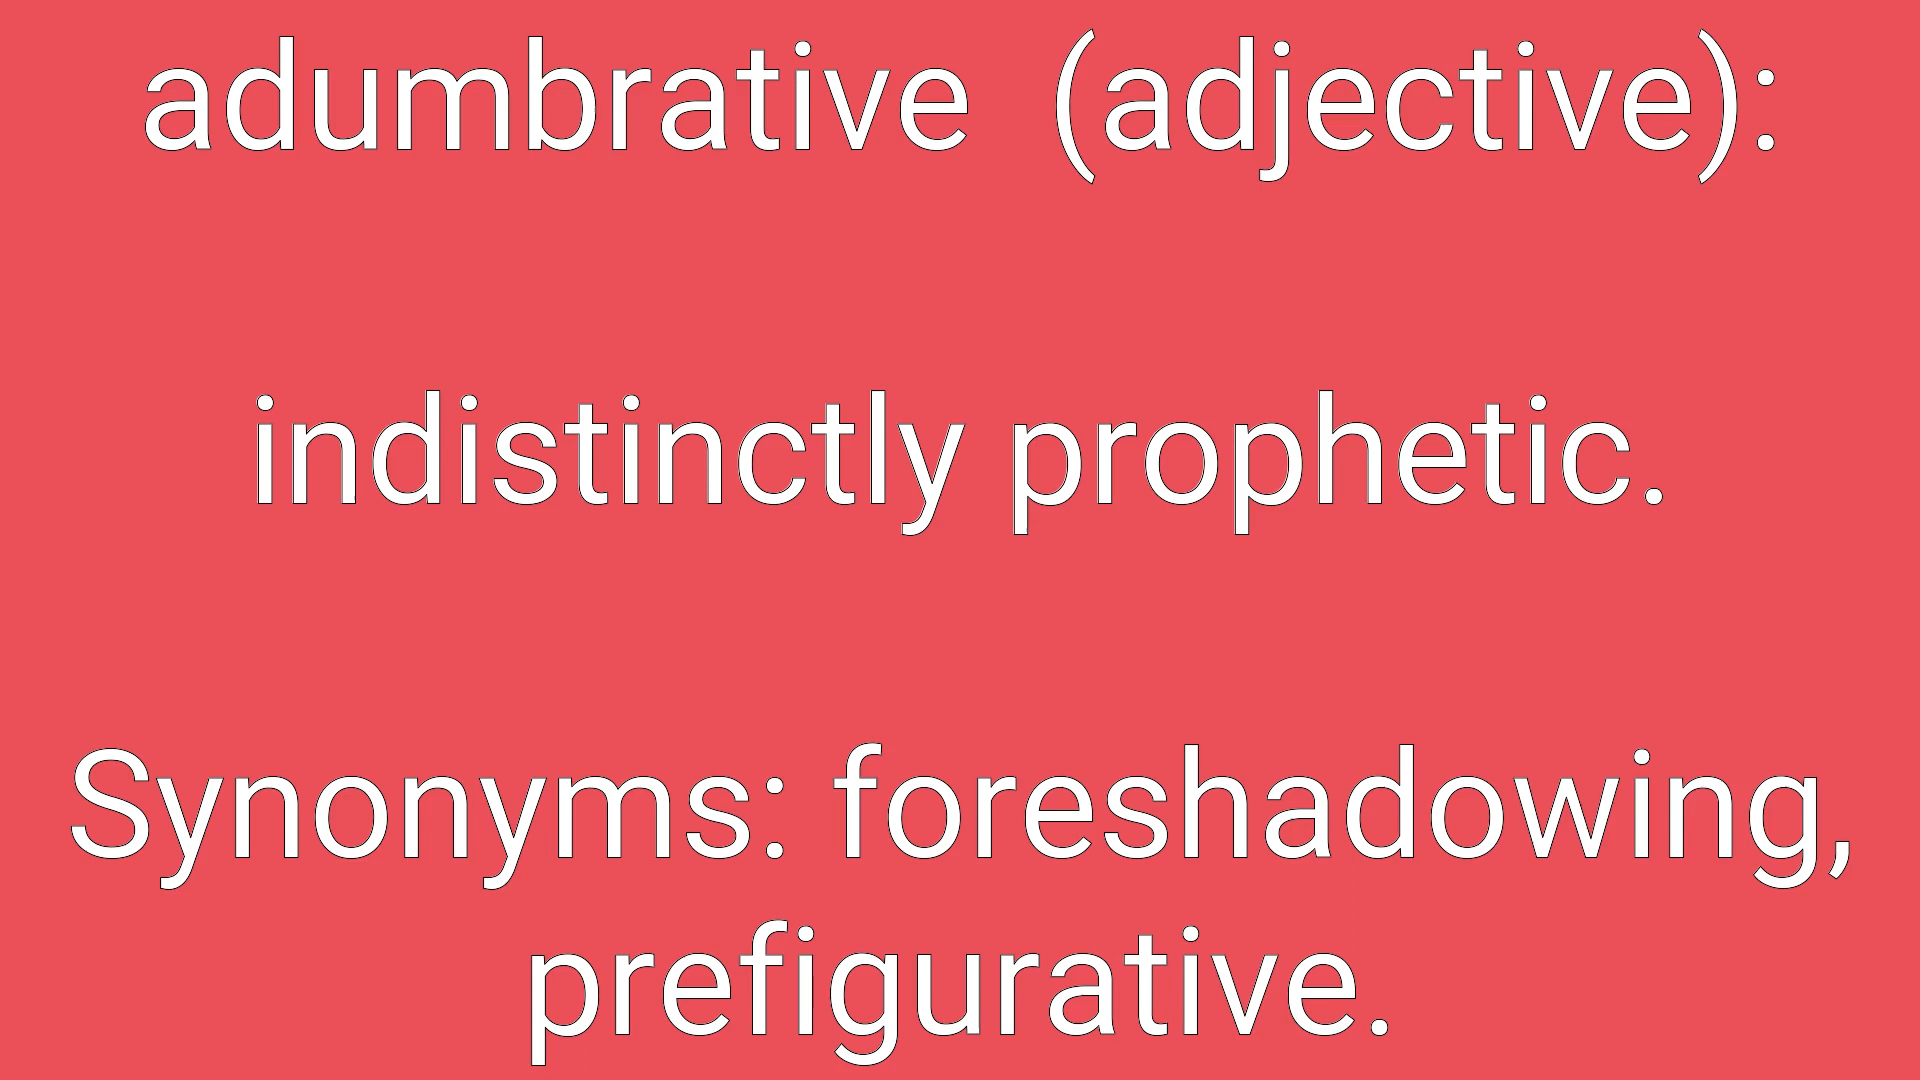 adumbrative  (adjective):
indistinctly prophetic.
Synonyms: foreshadowing,
prefigurative.